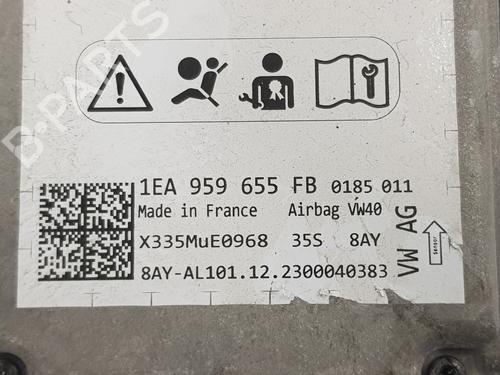 B-PARTS
1EA 959 655 FB 0185 011
Made in France Airbag VW40
X335MuE0968 35S 8AY
8AY-AL101.12.2300040383
VW AG
sensor